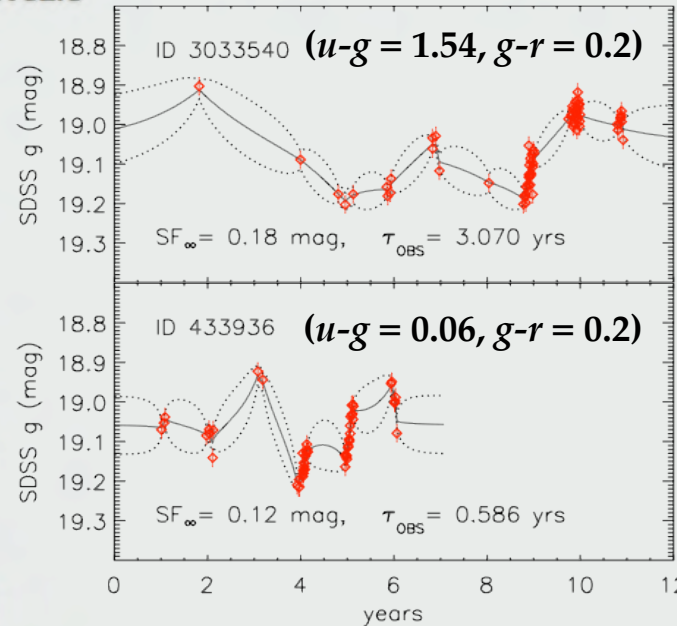 ID 3033540 (u-g = 1.54, g-r = 0.2)
18.8
18.9
19.0
19.1
19.2
19.3
SDSS g (mag)
SF∞= 0.18 mag, τOBS= 3.070 yrs
ID 433936 (u-g = 0.06, g-r = 0.2)
18.8
18.9
19.0
19.1
19.2
19.3
SDSS g (mag)
SF∞= 0.12 mag, τOBS= 0.586 yrs
0 2 4 6 8 10 12
years